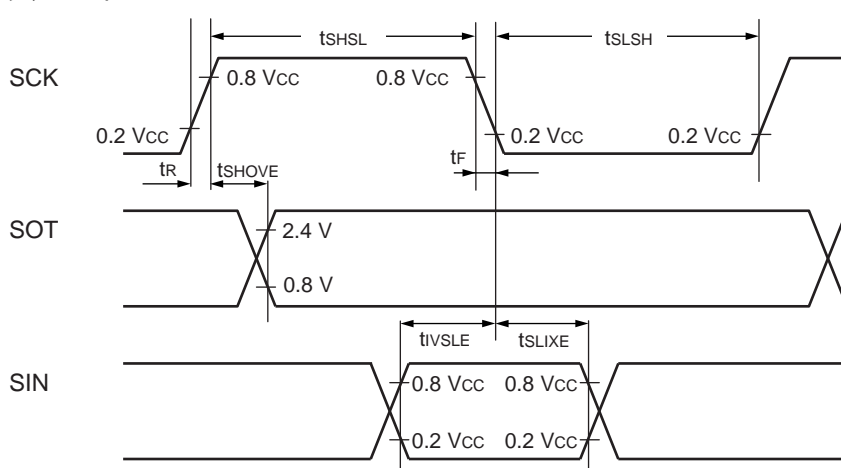 tSHSL tSLSH
SCK
0.8 VCC 0.8 VCC
0.2 VCC 0.2 VCC 0.2 VCC
tR tSHOVE tF
SOT
2.4 V
0.8 V
tIVSLE tSLIXE
SIN
0.8 VCC 0.8 VCC
0.2 VCC 0.2 VCC